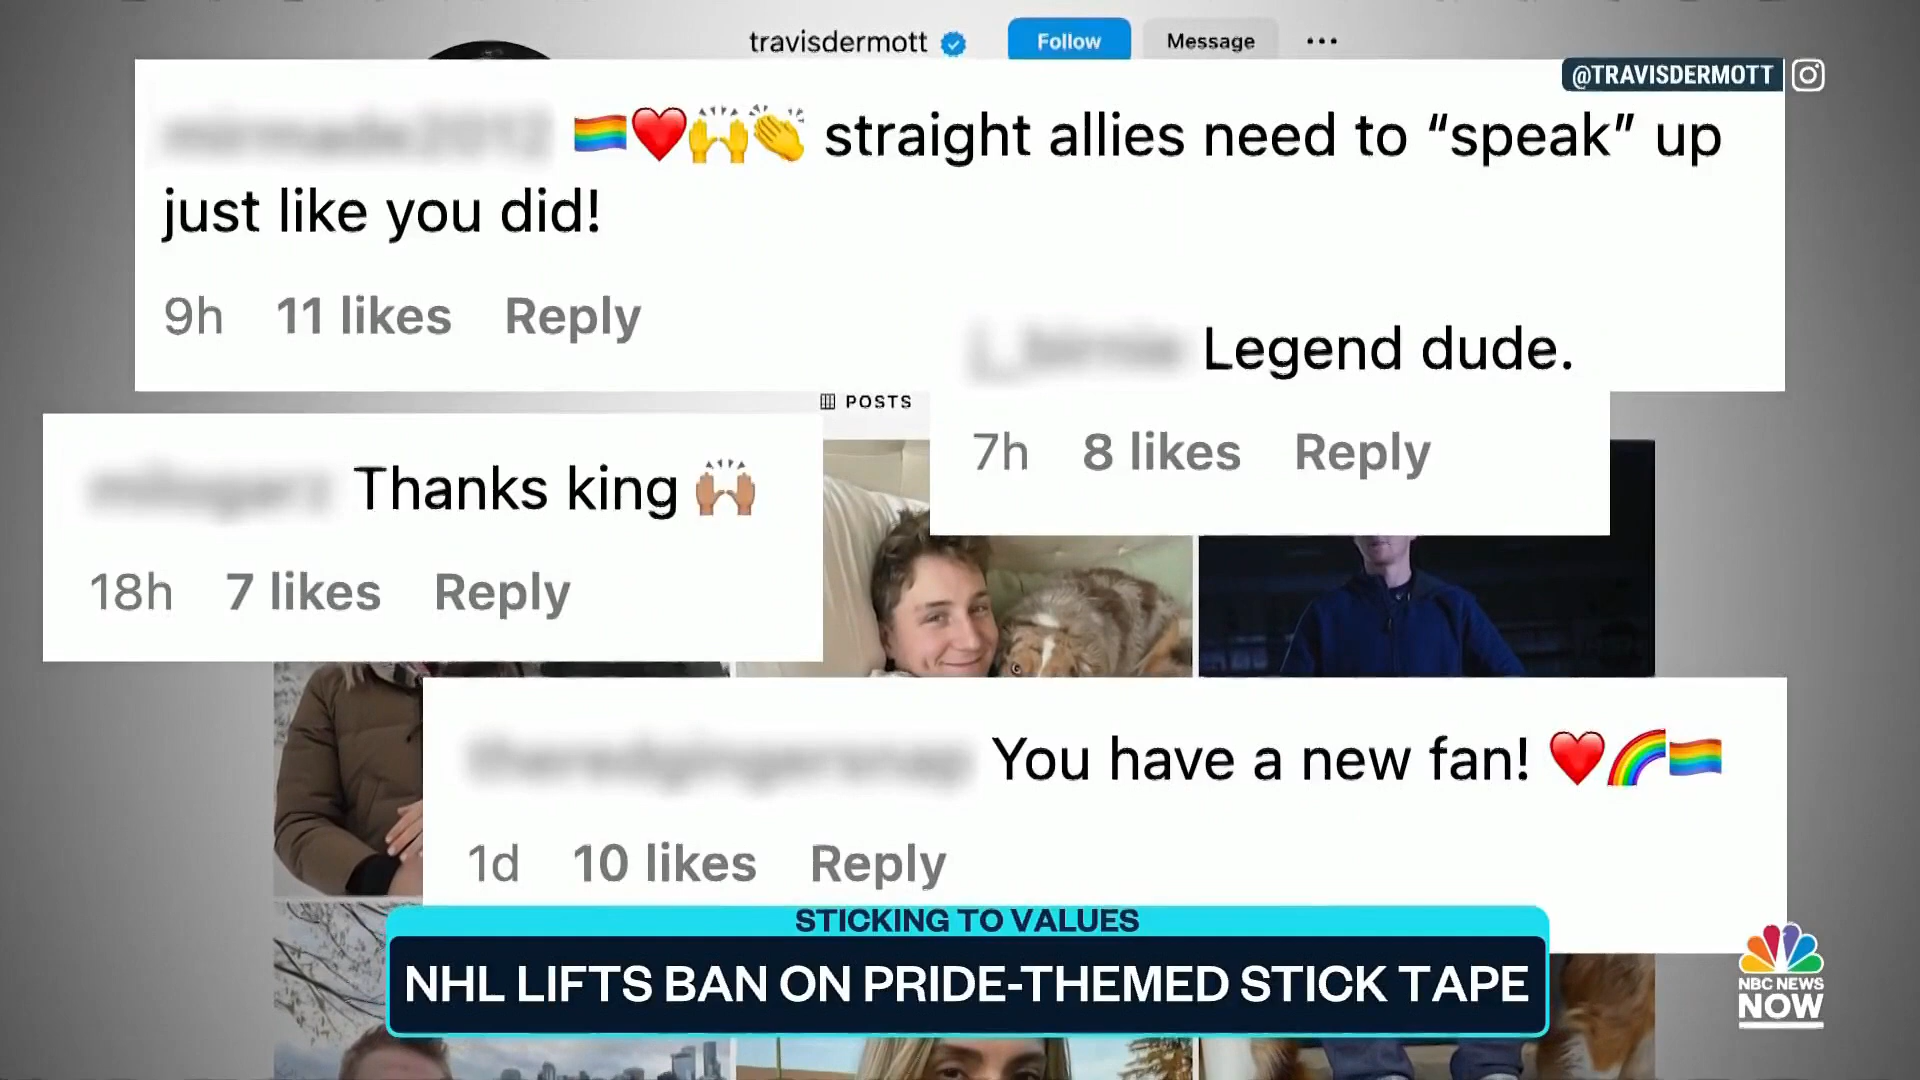 travisdermott
Follow
Message
@TRAVISDERMOTT
🏳️‍🌈❤️🙌👏 straight allies need to “speak” up
just like you did!
9h 11 likes Reply
Legend dude.
7h 8 likes Reply
POSTS
Thanks king 🙌🏽
18h 7 likes Reply
You have a new fan! ❤️🌈🏳️‍🌈
1d 10 likes Reply
STICKING TO VALUES
NHL LIFTS BAN ON PRIDE-THEMED STICK TAPE
NBC NEWS
NOW